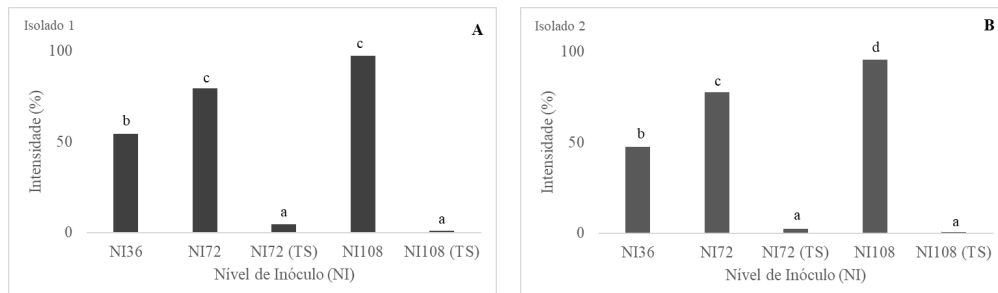 Isolado 1
A
100
50
0
Intensidade (%)
b
c
a
c
a
NI36 NI72 NI72 (TS) NI108 NI108 (TS)
Nível de Inóculo (NI)
Isolado 2
B
100
50
0
Intensidade (%)
b
c
a
d
a
NI36 NI72 NI72 (TS) NI108 NI108 (TS)
Nível de Inóculo (NI)